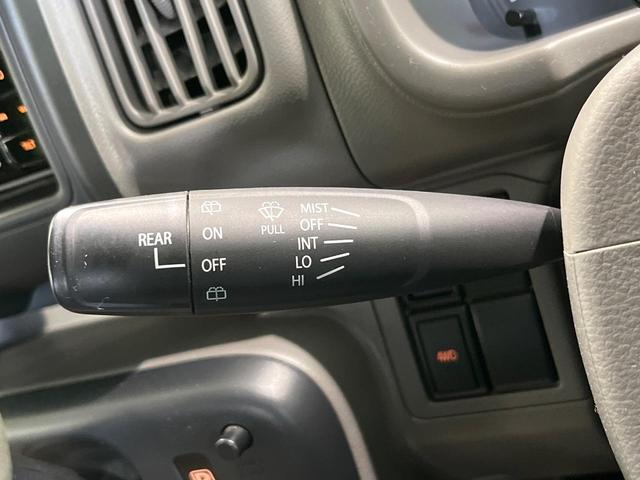 REAR
ON
OFF
PULL
MIST
OFF
INT
LO
HI
4WD
D